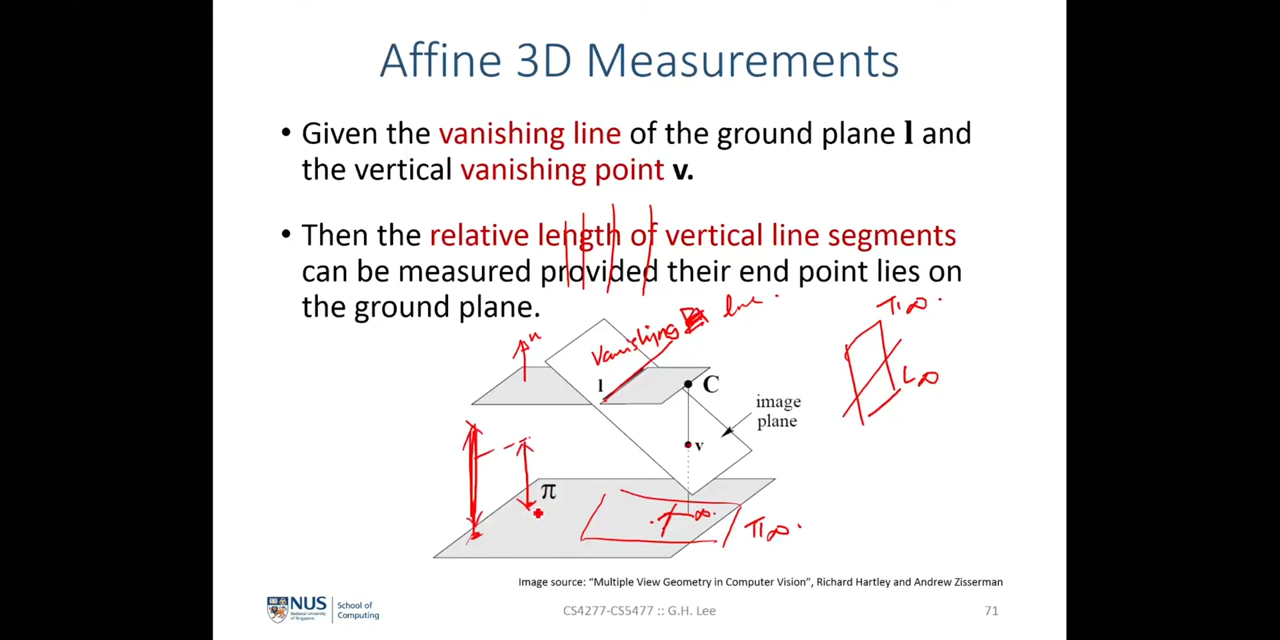 Affine 3D Measurements
• Given the vanishing line of the ground plane l and
the vertical vanishing point v.
• Then the relative length of vertical line segments
can be measured provided their end point lies on
the ground plane.
π∞.
vanishing line.
n
l
C
L∞
image
plane
v
π
∞.
π∞.
Image source: “Multiple View Geometry in Computer Vision”, Richard Hartley and Andrew Zisserman
NUS
National University
of Singapore
School of
Computing
CS4277-CS5477 :: G.H. Lee
71